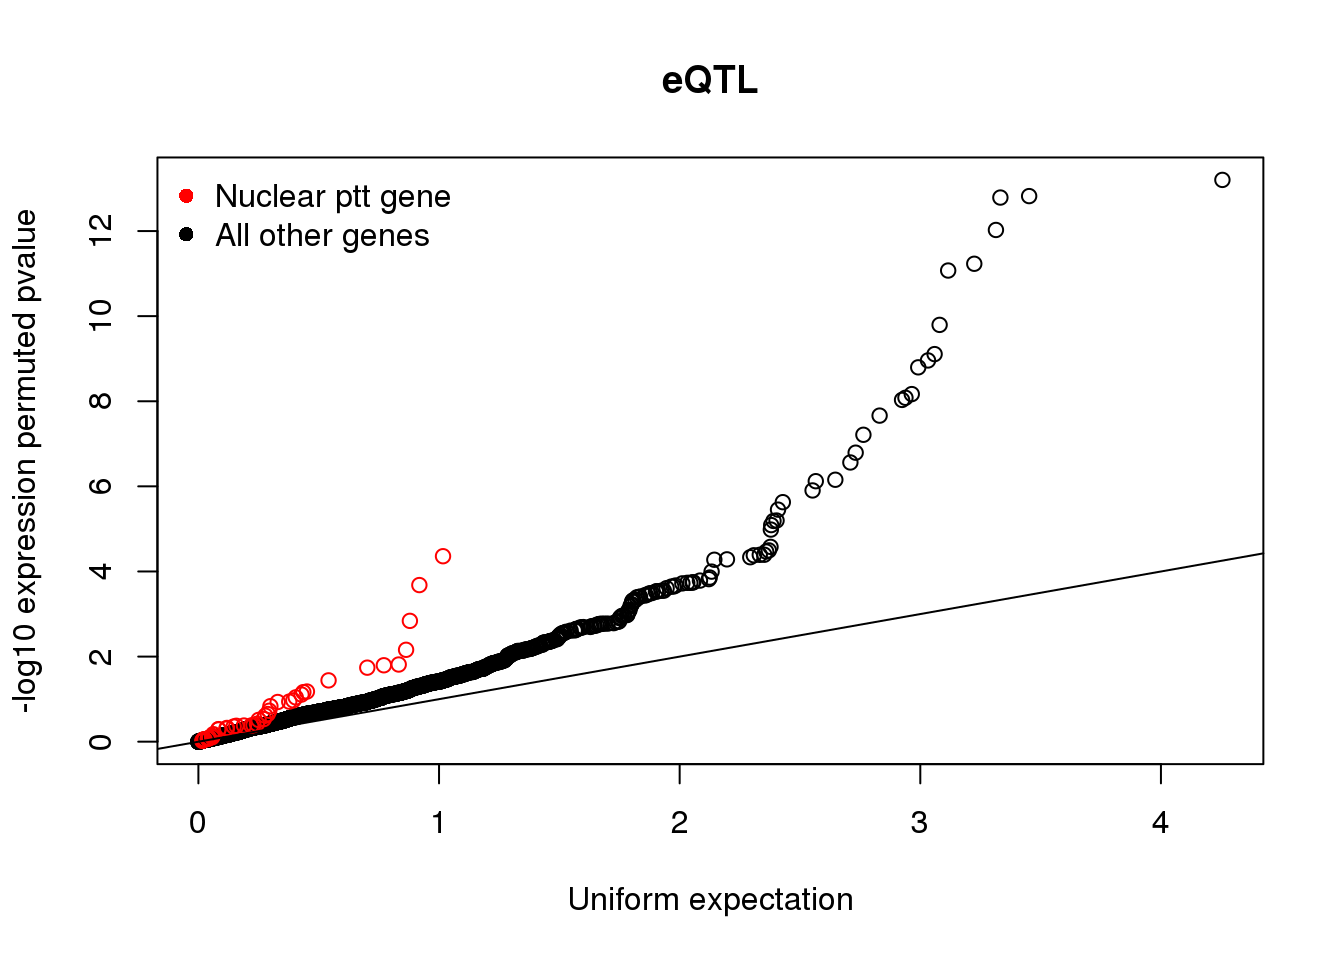 eQTL
Nuclear ptt gene
All other genes
-log10 expression permuted pvalue
0
2
4
6
8
10
12
0 1 2 3 4
Uniform expectation